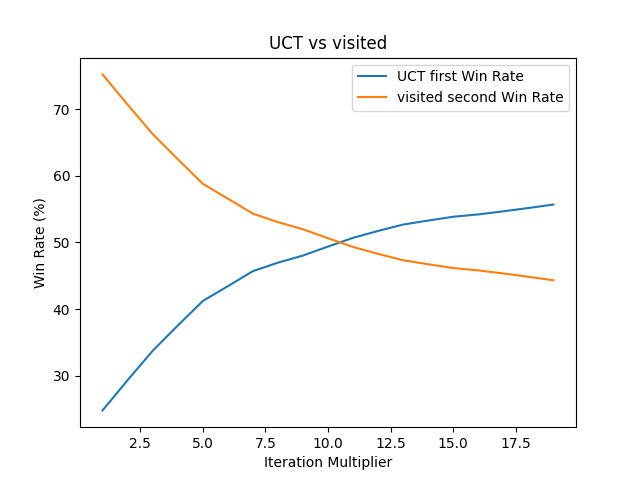 UCT vs visited
UCT first Win Rate
visited second Win Rate
Win Rate (%)
70
60
50
40
30
2.5 5.0 7.5 10.0 12.5 15.0 17.5
Iteration Multiplier